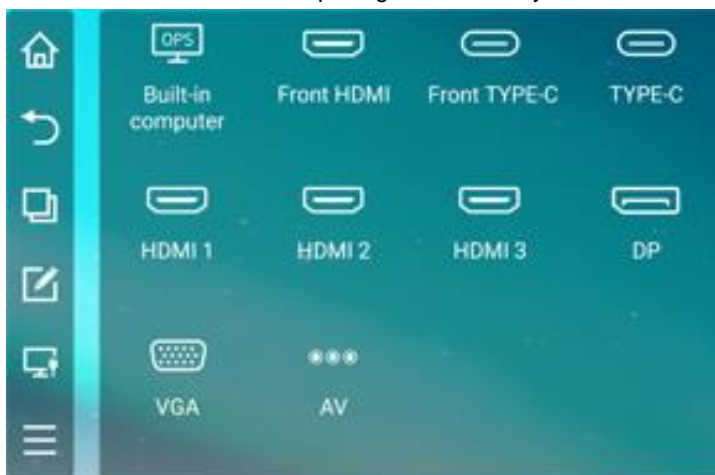 OPS
Built-in
computer
Front HDMI
Front TYPE-C
TYPE-C
HDMI 1
HDMI 2
HDMI 3
DP
VGA
AV